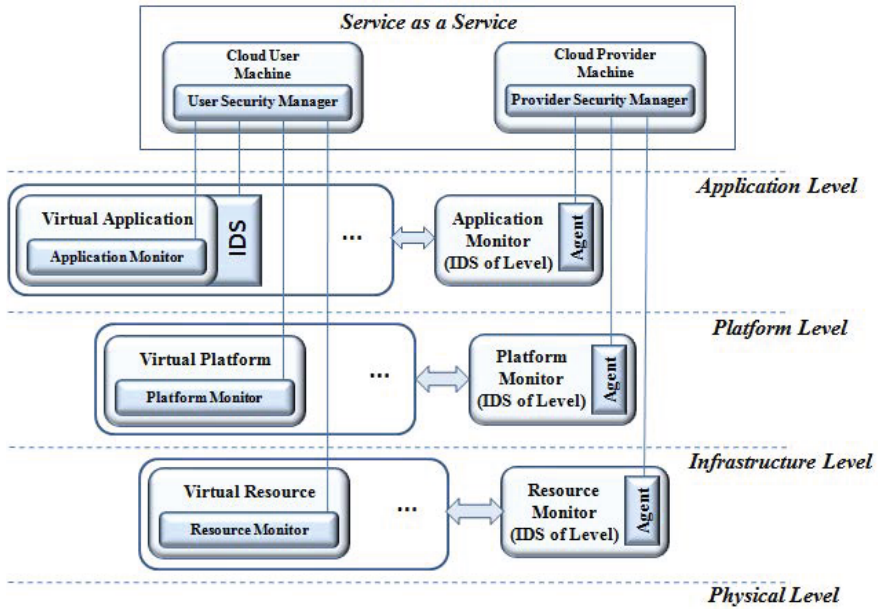 Service as a Service
Cloud User
Machine
User Security Manager
Cloud Provider
Machine
Provider Security Manager
Application Level
Virtual Application
Application Monitor
IDS
...
Application
Monitor
(IDS of Level)
Agent
Platform Level
Virtual Platform
Platform Monitor
...
Platform
Monitor
(IDS of Level)
Agent
Infrastructure Level
Virtual Resource
Resource Monitor
...
Resource
Monitor
(IDS of Level)
Agent
Physical Level